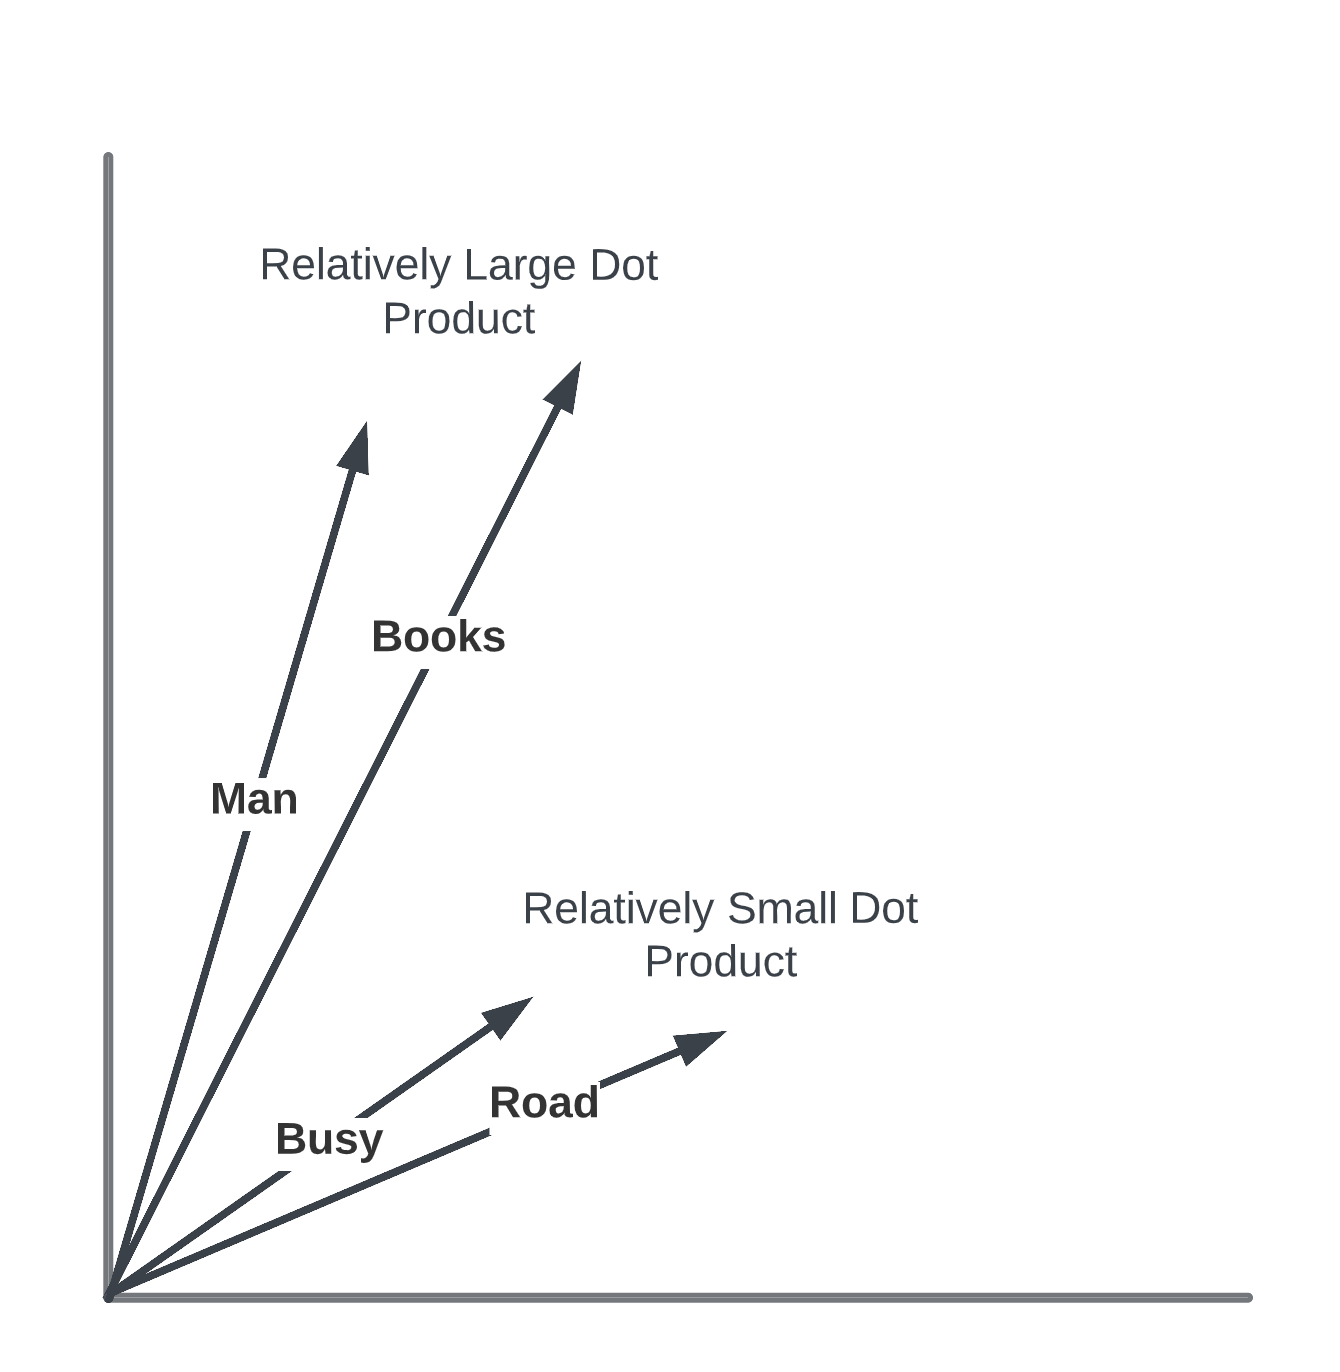 Relatively Large Dot
Product
Books
Man
Relatively Small Dot
Product
Road
Busy